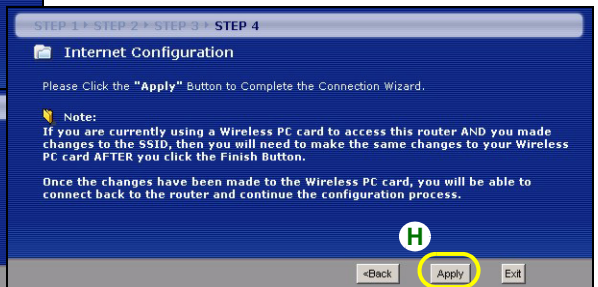 STEP 1 STEP 2 STEP 3 STEP 4
Internet Configuration
Please Click the "Apply" Button to Complete the Connection Wizard.
Note:
If you are currently using a Wireless PC card to access this router AND you made
changes to the SSID, then you will need to make the same changes to your Wireless
PC card AFTER you click the Finish Button.
Once the changes have been made to the Wireless PC card, you will be able to
connect back to the router and continue the configuration process.
H
<Back Apply Exit